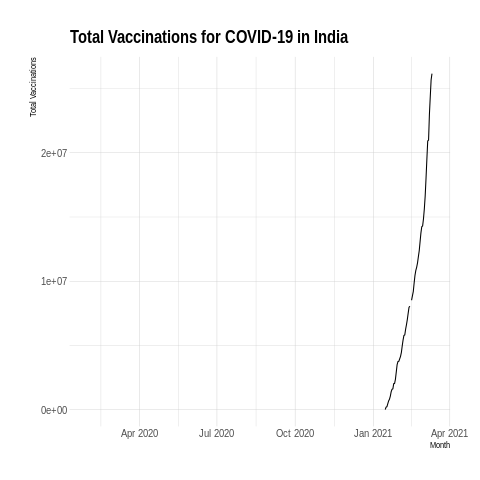 Total Vaccinations for COVID-19 in India
Total Vaccinations
2e+07
1e+07
0e+00
Apr 2020
Jul 2020
Oct 2020
Jan 2021
Apr 2021
Month